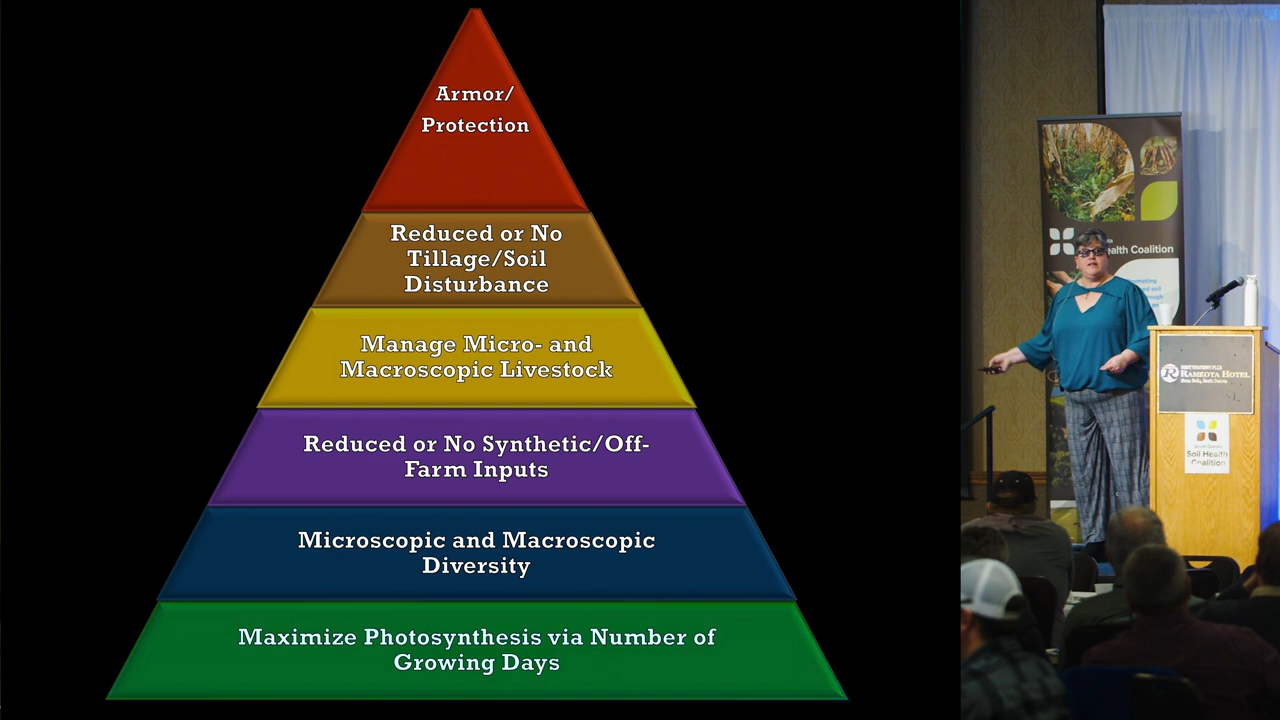 Armor/
Protection
Reduced or No
Tillage/Soil
Disturbance
Manage Micro- and
Macroscopic Livestock
Reduced or No Synthetic/Off-
Farm Inputs
Microscopic and Macroscopic
Diversity
Maximize Photosynthesis via Number of
Growing Days
Health Coalition
R RAMKOTA HOTEL
South Dakota
Soil Health
Coalition